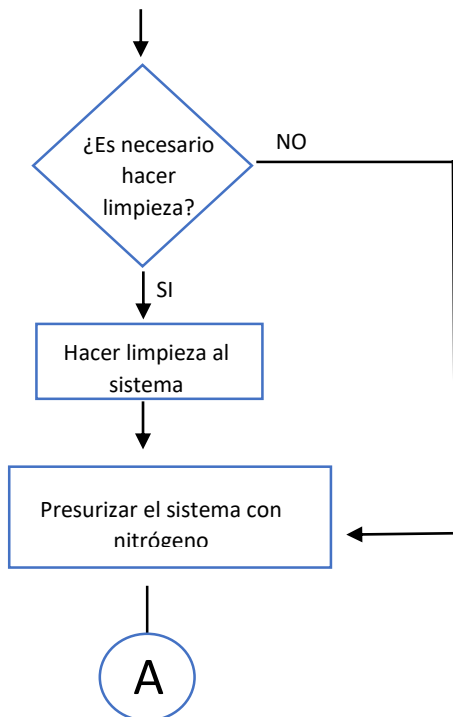 ¿Es necesario
hacer
limpieza?
NO
SI
Hacer limpieza al
sistema
Presurizar el sistema con
nitrógeno
A